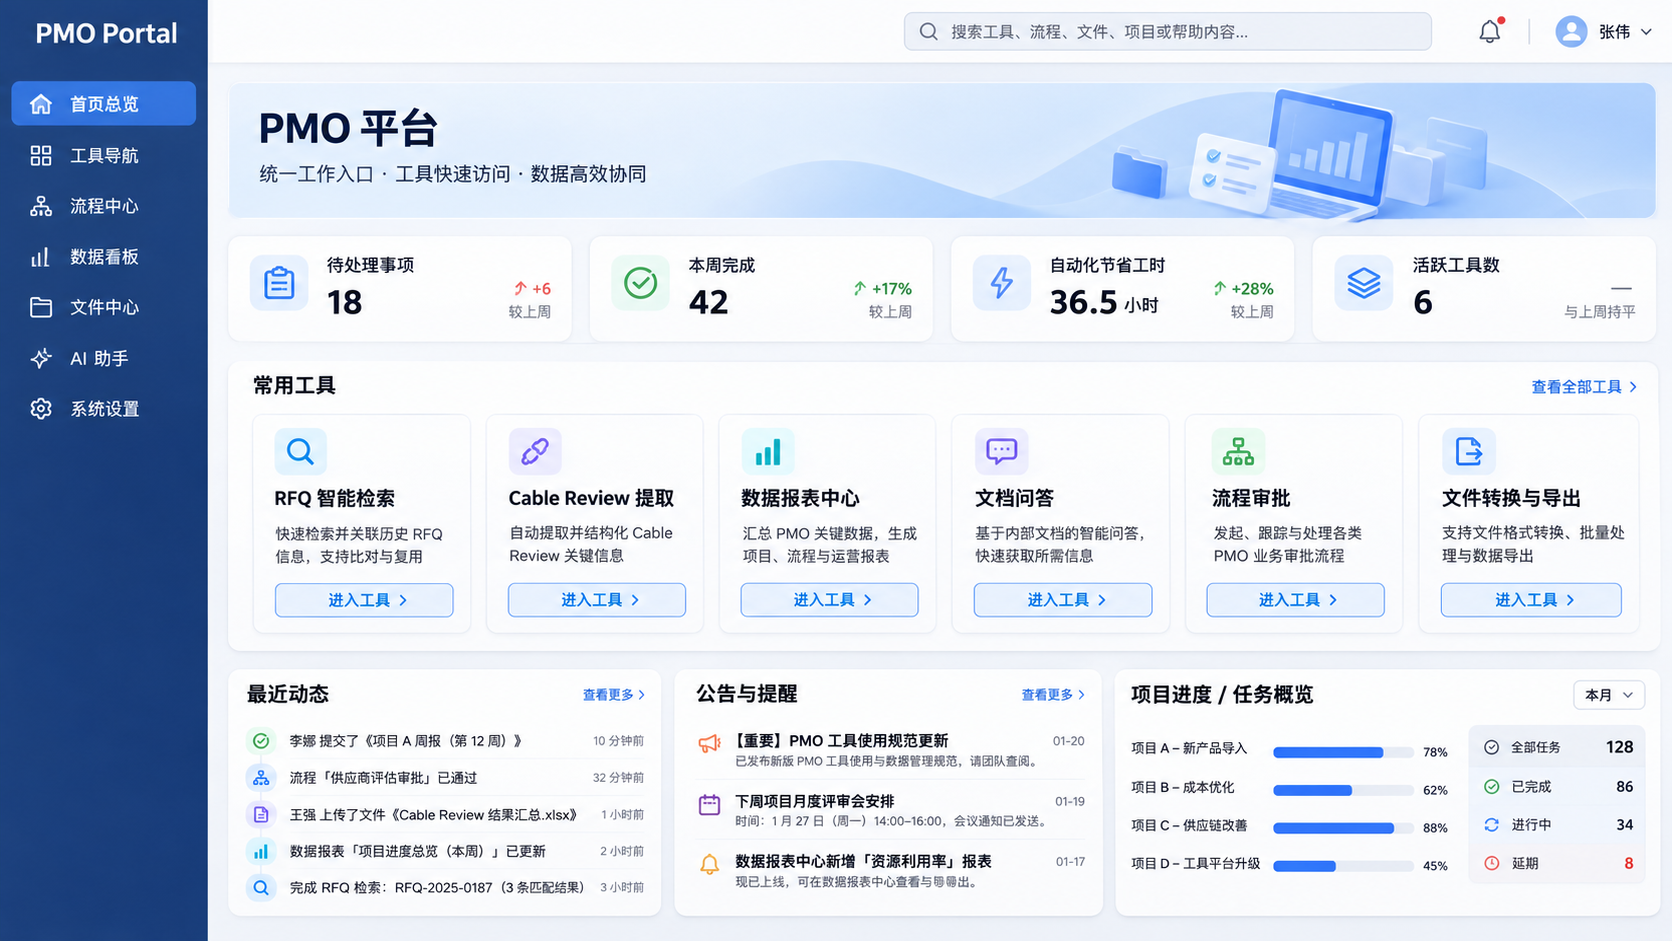 PMO Portal
搜索工具、流程、文件、项目或帮助内容...
张伟
首页总览
工具导航
流程中心
数据看板
文件中心
AI 助手
系统设置
PMO 平台
统一工作入口 · 工具快速访问 · 数据高效协同
待处理事项
18
+6
较上周
本周完成
42
+17%
较上周
自动化节省工时
36.5 小时
+28%
较上周
活跃工具数
6
—
与上周持平
常用工具
查看全部工具 >
RFQ 智能检索
快速检索并关联历史 RFQ
信息，支持比对与复用
进入工具 >
Cable Review 提取
自动提取并结构化 Cable
Review 关键信息
进入工具 >
数据报表中心
汇总 PMO 关键数据，生成
项目、流程与运营报表
进入工具 >
文档问答
基于内部文档的智能问答，
快速获取所需信息
进入工具 >
流程审批
发起、跟踪与处理各类
PMO 业务审批流程
进入工具 >
文件转换与导出
支持文件格式转换、批量处
理与数据导出
进入工具 >
最近动态
查看更多 >
李娜 提交了《项目 A 周报（第 12 周）》
10 分钟前
流程「供应商评估审批」已通过
32 分钟前
王强 上传了文件《Cable Review 结果汇总.xlsx》
1 小时前
数据报表「项目进度总览（本周）」已更新
2 小时前
完成 RFQ 检索：RFQ-2025-0187（3 条匹配结果）
3 小时前
公告与提醒
查看更多 >
【重要】PMO 工具使用规范更新
01-20
已发布新版 PMO 工具使用与数据管理规范，请团队查阅。
下周项目月度评审会安排
01-19
时间：1 月 27 日（周一）14:00–16:00，会议通知已发送。
数据报表中心新增「资源利用率」报表
01-17
现已上线，可在数据报表中心查看与导出。
项目进度 / 任务概览
本月
项目 A – 新产品导入
78%
项目 B – 成本优化
62%
项目 C – 供应链改善
88%
项目 D – 工具平台升级
45%
全部任务
128
已完成
86
进行中
34
延期
8